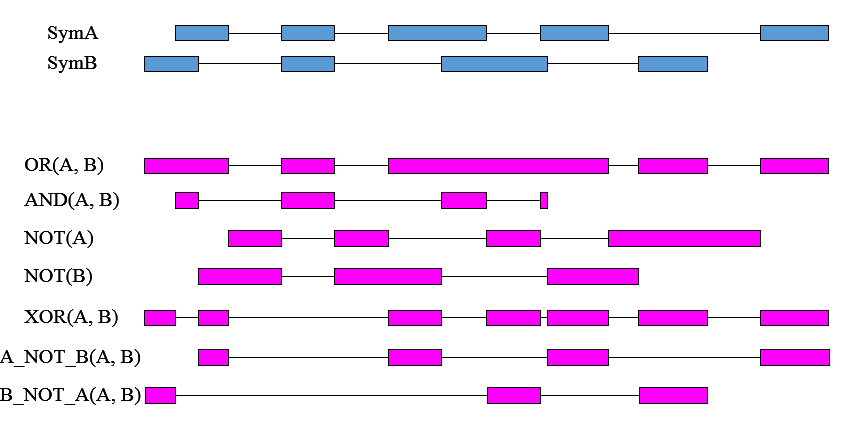 SymA
SymB
OR(A, B)
AND(A, B)
NOT(A)
NOT(B)
XOR(A, B)
A_NOT_B(A, B)
B_NOT_A(A, B)